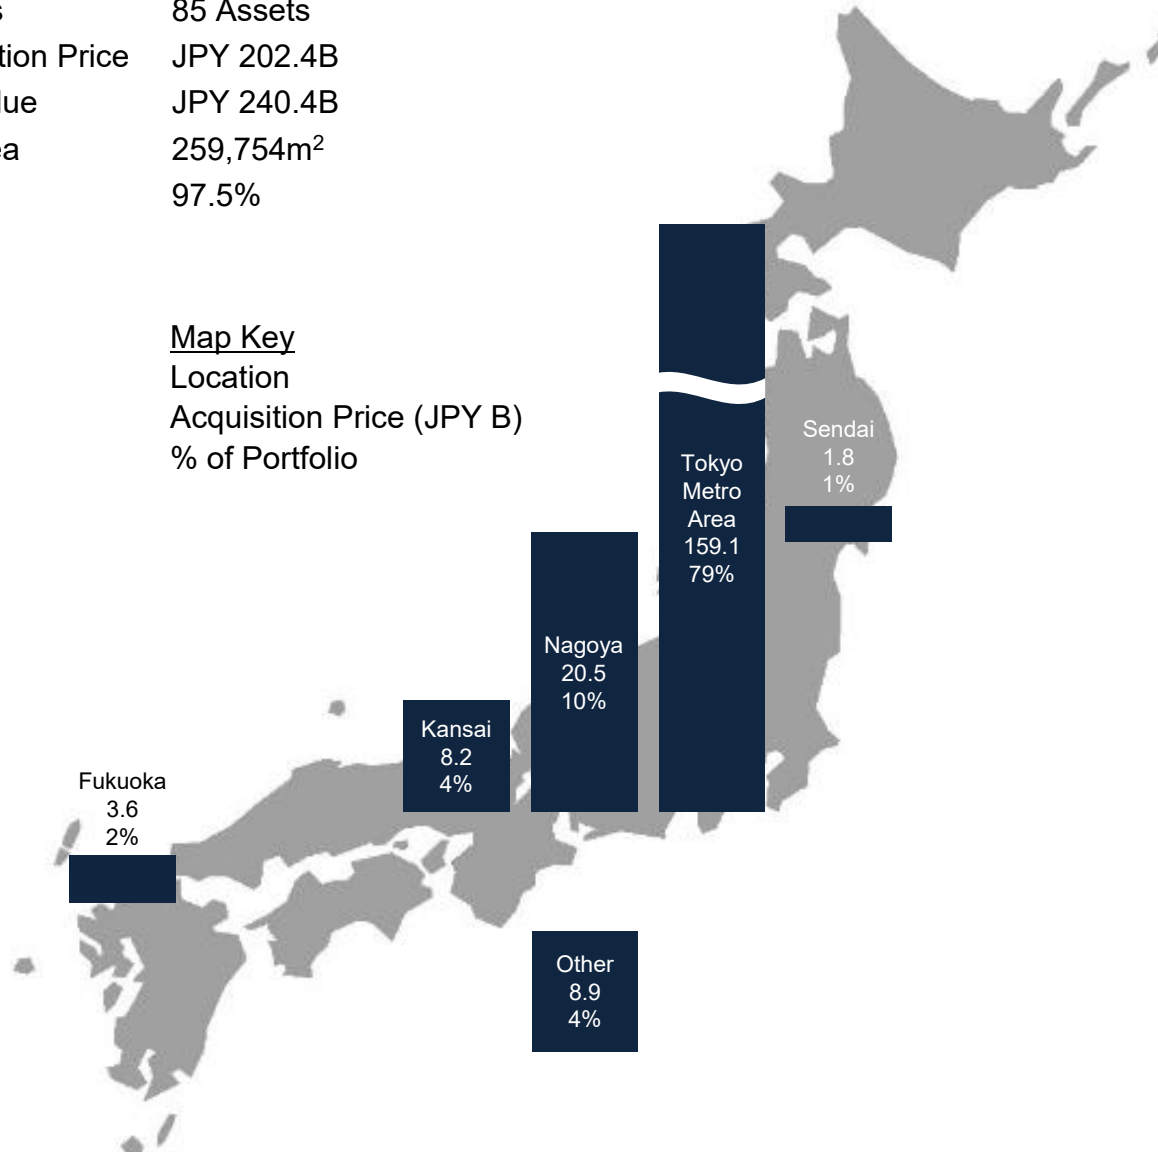 s 85 Assets
tion Price JPY 202.4B
lue JPY 240.4B
ea 259,754m²
97.5%
Map Key
Location
Acquisition Price (JPY B)
% of Portfolio
Sendai
1.8
1%
Tokyo
Metro
Area
159.1
79%
Nagoya
20.5
10%
Kansai
8.2
4%
Fukuoka
3.6
2%
Other
8.9
4%